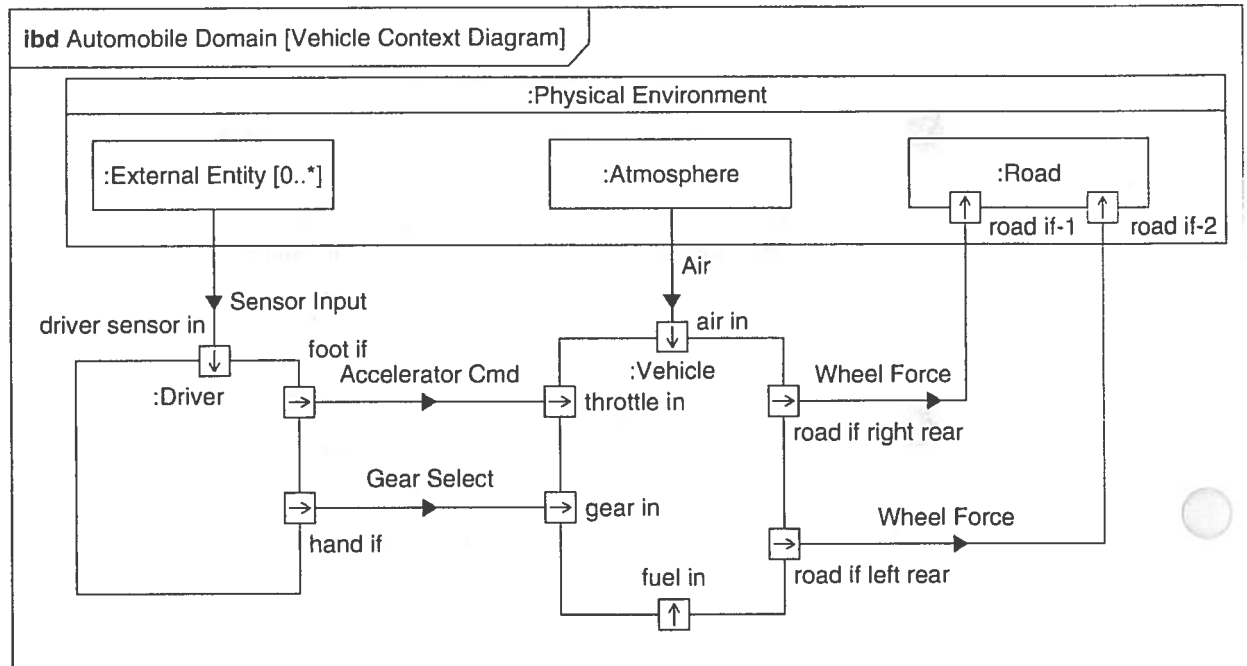 ibd Automobile Domain [Vehicle Context Diagram]
:Physical Environment
:External Entity [0..*]
:Atmosphere
:Road
road if-1
road if-2
Air
Sensor Input
driver sensor in
air in
foot if
:Driver
Accelerator Cmd
:Vehicle
Wheel Force
throttle in
road if right rear
Gear Select
gear in
Wheel Force
hand if
fuel in
road if left rear